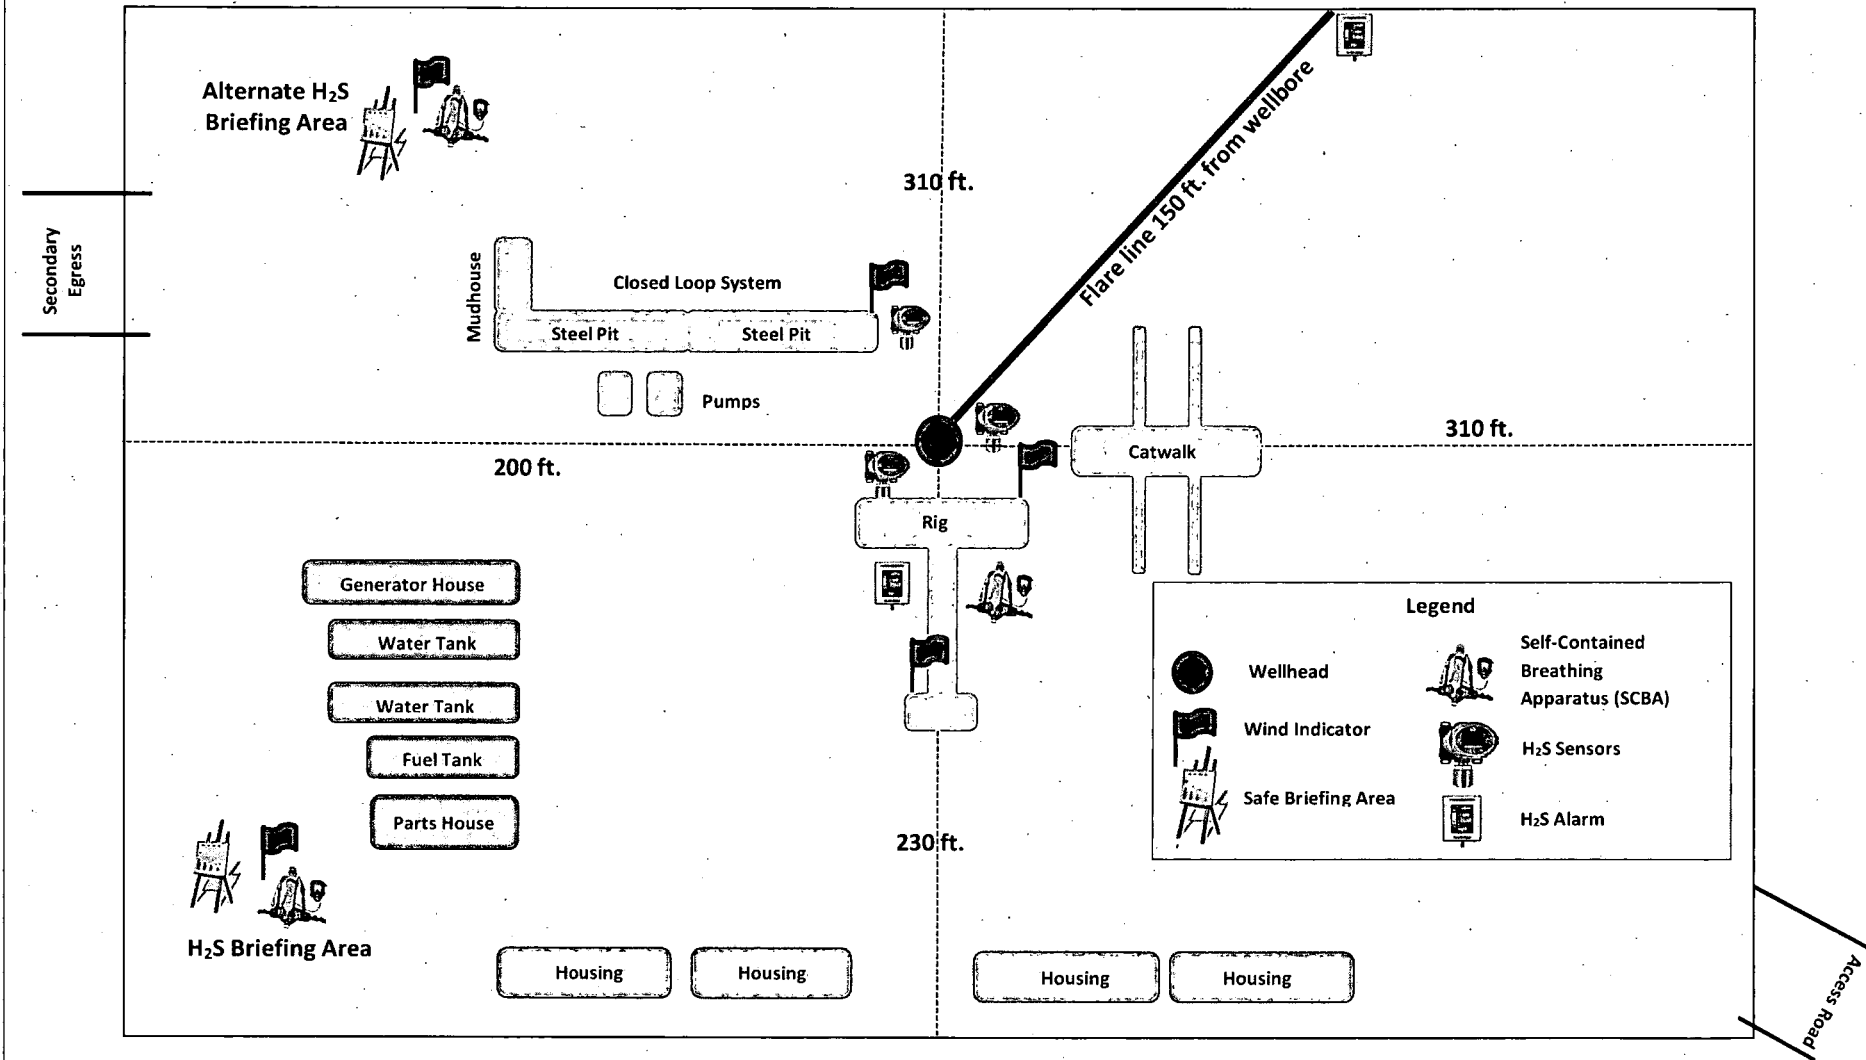 Alternate H₂S
Briefing Area
310 ft.
Flare line 150 ft. from wellbore
Secondary
Egress
Mudhouse
Closed Loop System
Steel Pit
Steel Pit
Pumps
310 ft.
200 ft.
Catwalk
Rig
Generator House
Water Tank
Water Tank
Fuel Tank
Parts House
230 ft.
H₂S Briefing Area
Housing
Housing
Housing
Housing
Legend
Wellhead
Wind Indicator
Safe Briefing Area
Self-Contained
Breathing
Apparatus (SCBA)
H₂S Sensors
H₂S Alarm
Access Road